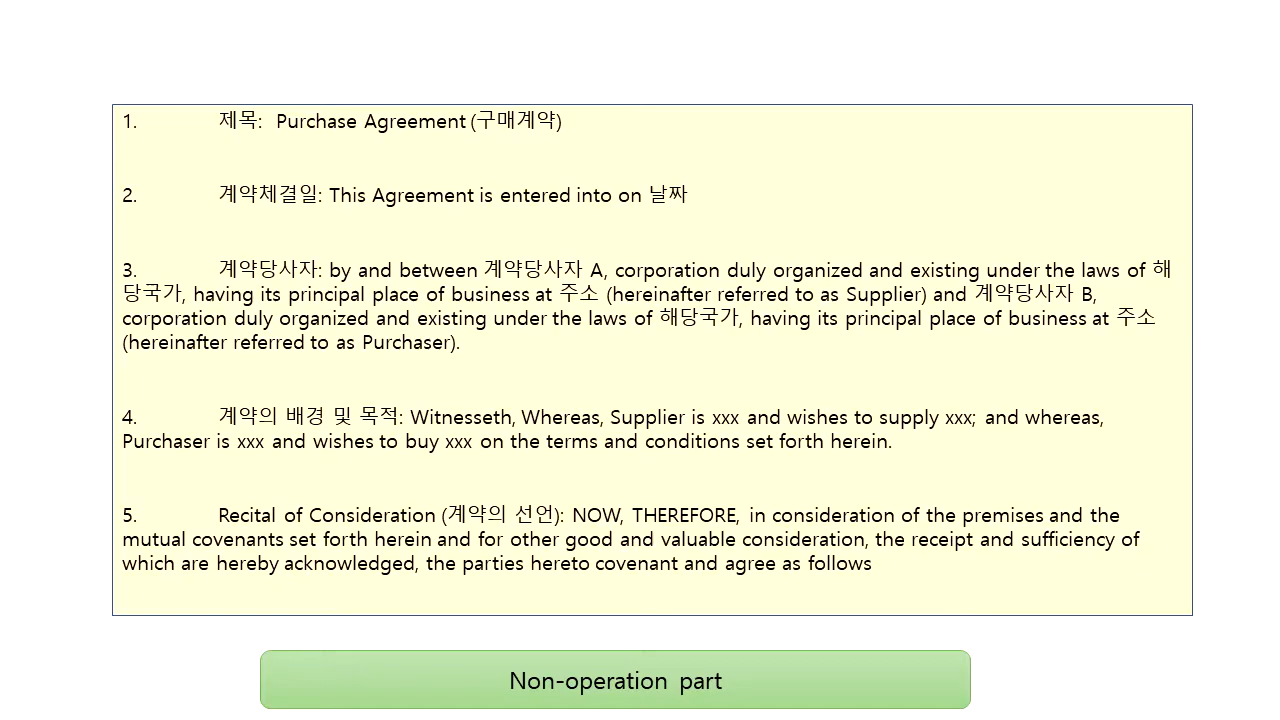 1. 제목: Purchase Agreement (구매계약)
2. 계약체결일: This Agreement is entered into on 날짜
3. 계약당사자: by and between 계약당사자 A, corporation duly organized and existing under the laws of 해
당국가, having its principal place of business at 주소 (hereinafter referred to as Supplier) and 계약당사자 B,
corporation duly organized and existing under the laws of 해당국가, having its principal place of business at 주소
(hereinafter referred to as Purchaser).
4. 계약의 배경 및 목적: Witnesseth, Whereas, Supplier is xxx and wishes to supply xxx; and whereas,
Purchaser is xxx and wishes to buy xxx on the terms and conditions set forth herein.
5. Recital of Consideration (계약의 선언): NOW, THEREFORE, in consideration of the premises and the
mutual covenants set forth herein and for other good and valuable consideration, the receipt and sufficiency of
which are hereby acknowledged, the parties hereto covenant and agree as follows
Non-operation part